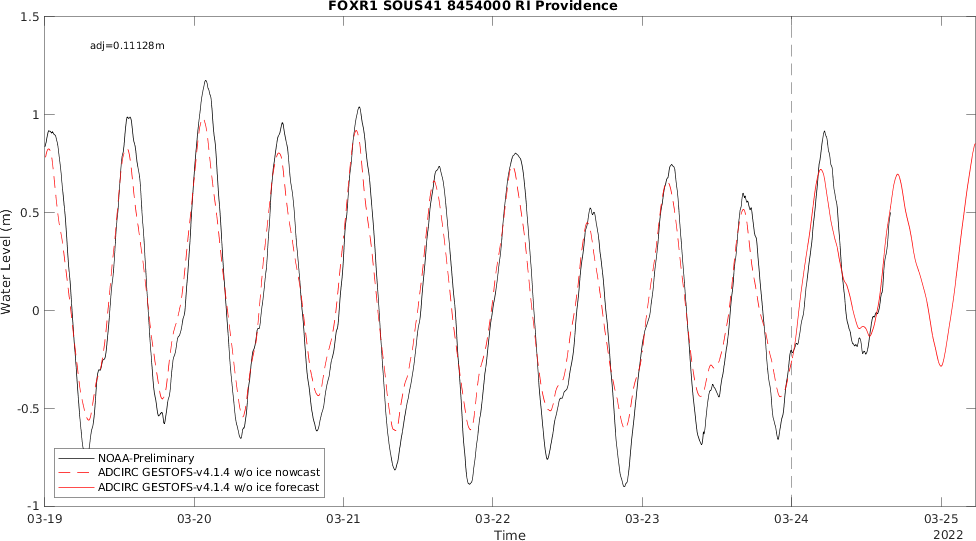 FOXR1 SOUS41 8454000 RI Providence
1.5
adj=0.11128m
1
0.5
Water Level (m)
0
-0.5
NOAA-Preliminary
ADCIRC GESTOFS-v4.1.4 w/o ice nowcast
ADCIRC GESTOFS-v4.1.4 w/o ice forecast
-1
03-19 03-20 03-21 03-22 03-23 03-24 03-25
Time 2022